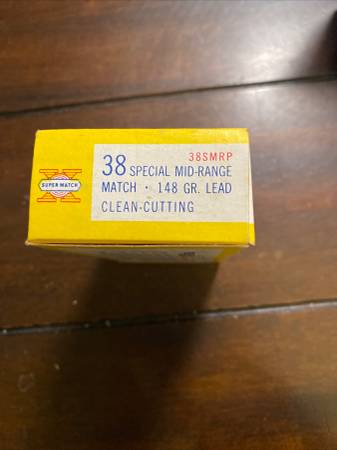 38SMRP
38 SPECIAL MID-RANGE
MATCH · 148 GR. LEAD
CLEAN-CUTTING
X
SUPER MATCH